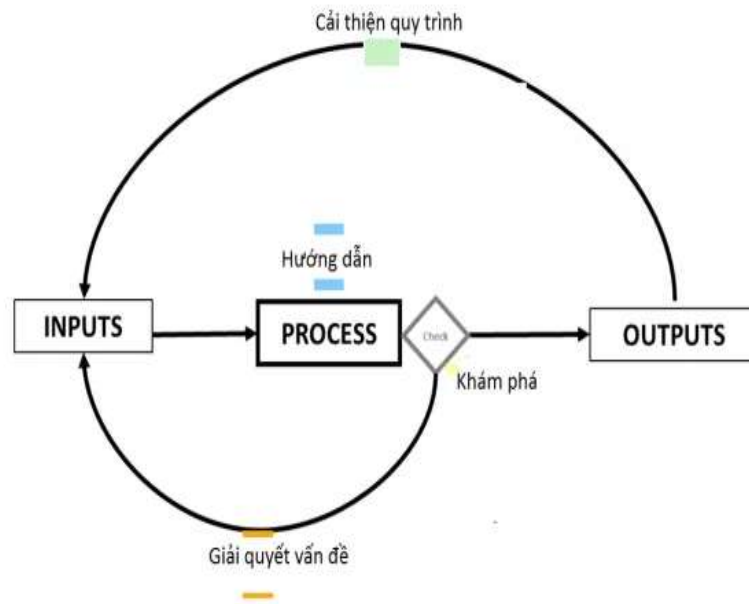 Cải thiện quy trình
Hướng dẫn
INPUTS
PROCESS
Check
OUTPUTS
Khám phá
Giải quyết vấn đề